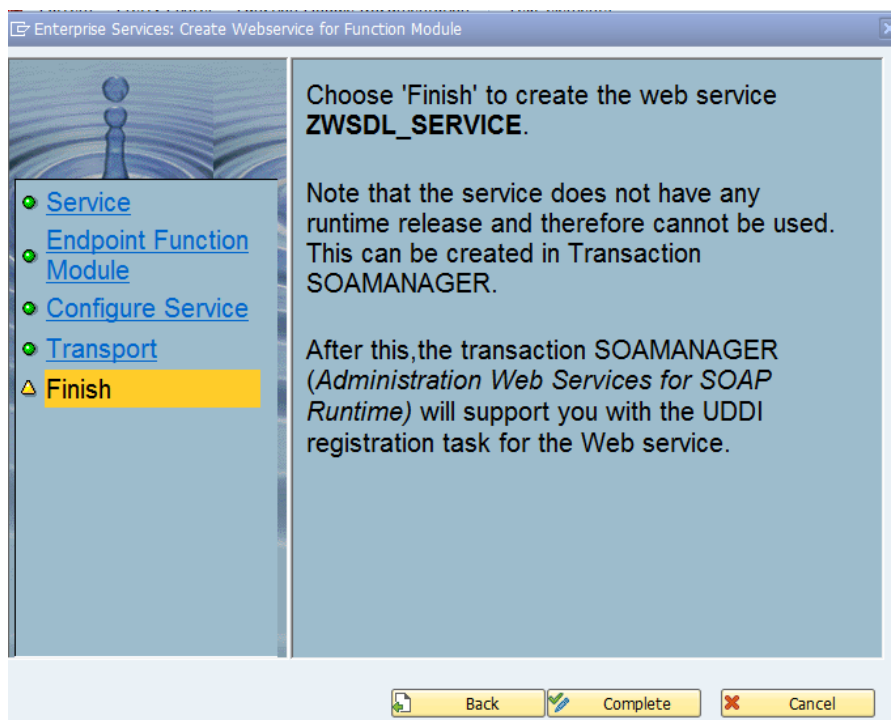 Enterprise Services: Create Webservice for Function Module
Service
Endpoint Function
Module
Configure Service
Transport
Finish
Choose 'Finish' to create the web service
ZWSDL_SERVICE.
Note that the service does not have any
runtime release and therefore cannot be used.
This can be created in Transaction
SOAMANAGER.
After this,the transaction SOAMANAGER
(Administration Web Services for SOAP
Runtime) will support you with the UDDI
registration task for the Web service.
Back
Complete
Cancel